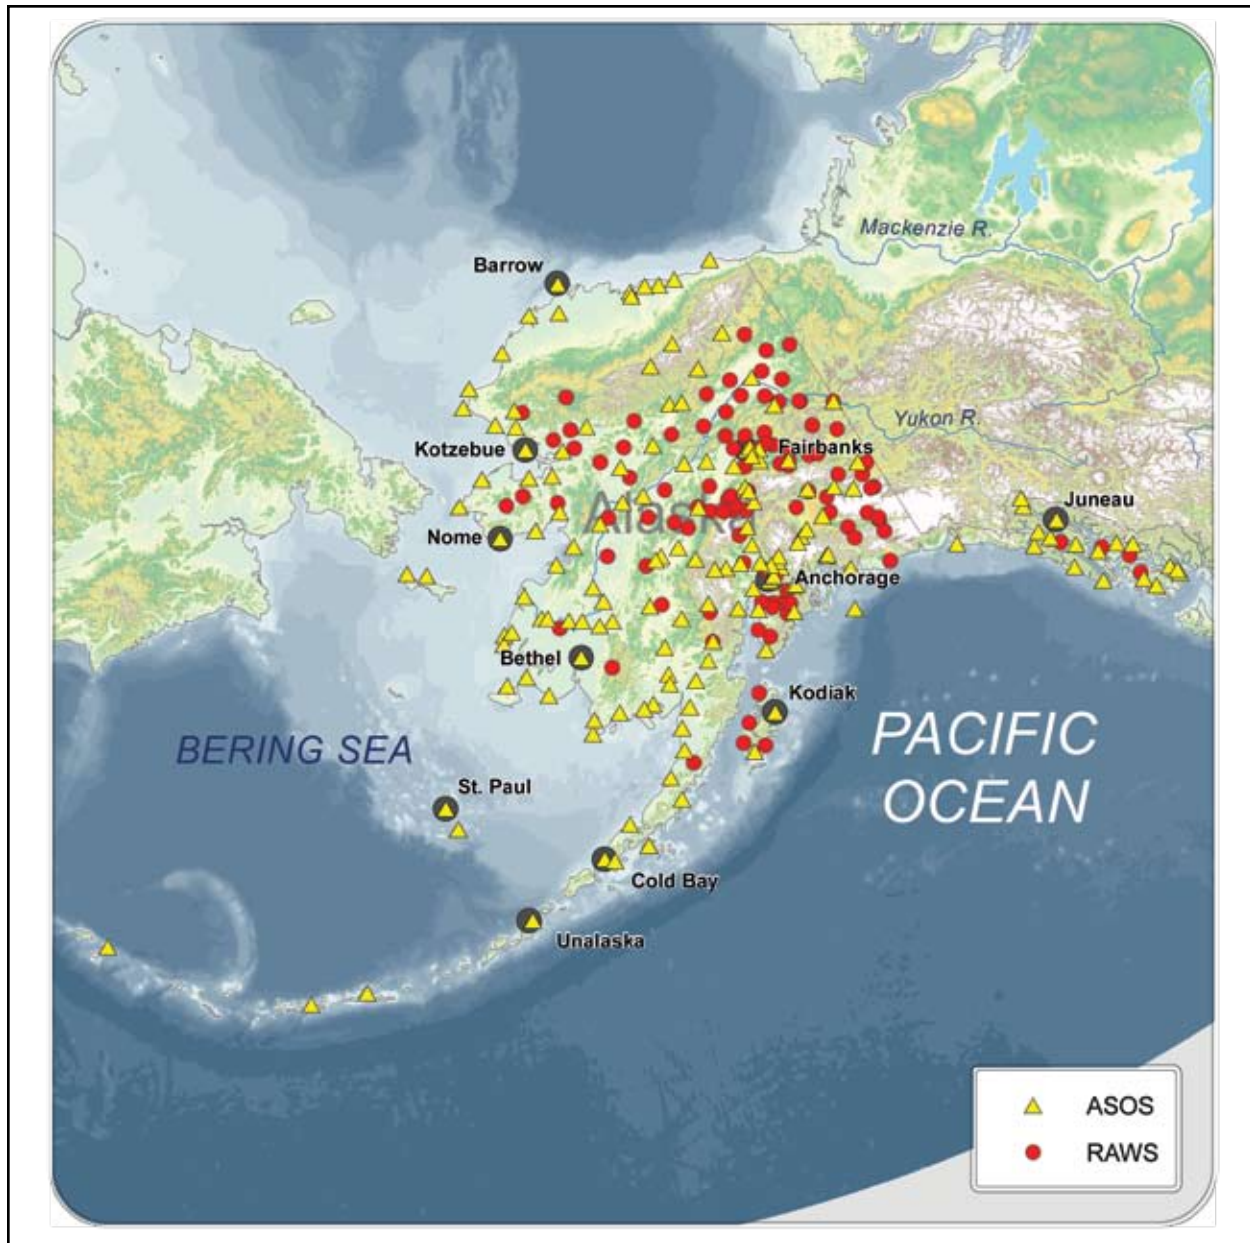 Mackenzie R.
Barrow
Yukon R.
Kotzebue
Fairbanks
Juneau
Alaska
Nome
Anchorage
Bethel
Kodiak
PACIFIC
OCEAN
BERING SEA
St. Paul
Cold Bay
Unalaska
ASOS
RAWS